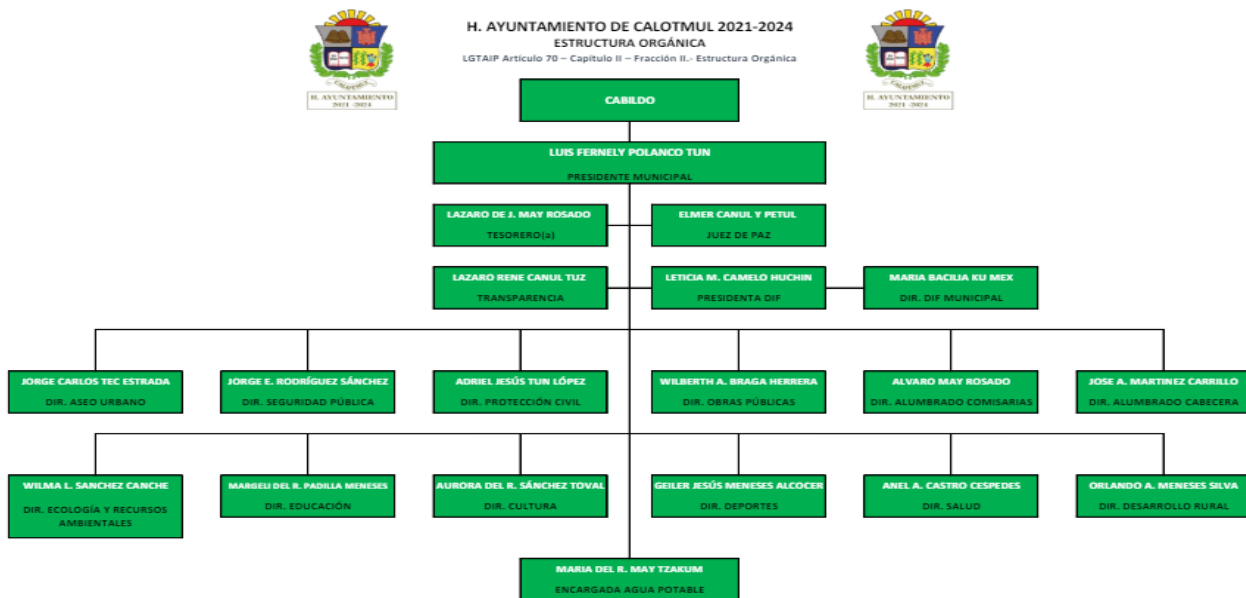 H. AYUNTAMIENTO DE CALOTMUL 2021-2024
ESTRUCTURA ORGÁNICA
LGTAIP Artículo 70 – Capítulo II – Fracción II.- Estructura Orgánica
CALOTMUL
H. AYUNTAMIENTO
2021 -2024
CALOTMUL
H. AYUNTAMIENTO
2021 -2024
CABILDO
LUIS FERNELY POLANCO TUN
PRESIDENTE MUNICIPAL
LAZARO DE J. MAY ROSADO
TESORERO(a)
ELMER CANUL Y PETUL
JUEZ DE PAZ
LAZARO RENE CANUL TUZ
TRANSPARENCIA
LETICIA M. CAMELO HUCHIN
PRESIDENTA DIF
MARIA BACILIA KU MEX
DIR. DIF MUNICIPAL
JORGE CARLOS TEC ESTRADA
DIR. ASEO URBANO
JORGE E. RODRÍGUEZ SÁNCHEZ
DIR. SEGURIDAD PÚBLICA
ADRIEL JESÚS TUN LÓPEZ
DIR. PROTECCIÓN CIVIL
WILBERTH A. BRAGA HERRERA
DIR. OBRAS PÚBLICAS
ALVARO MAY ROSADO
DIR. ALUMBRADO COMISARIAS
JOSE A. MARTINEZ CARRILLO
DIR. ALUMBRADO CABECERA
WILMA L. SANCHEZ CANCHE
DIR. ECOLOGÍA Y RECURSOS
AMBIENTALES
MARGELI DEL R. PADILLA MENESES
DIR. EDUCACIÓN
AURORA DEL R. SÁNCHEZ TOVAL
DIR. CULTURA
GEILER JESÚS MENESES ALCOCER
DIR. DEPORTES
ANEL A. CASTRO CESPEDES
DIR. SALUD
ORLANDO A. MENESES SILVA
DIR. DESARROLLO RURAL
MARIA DEL R. MAY TZAKUM
ENCARGADA AGUA POTABLE